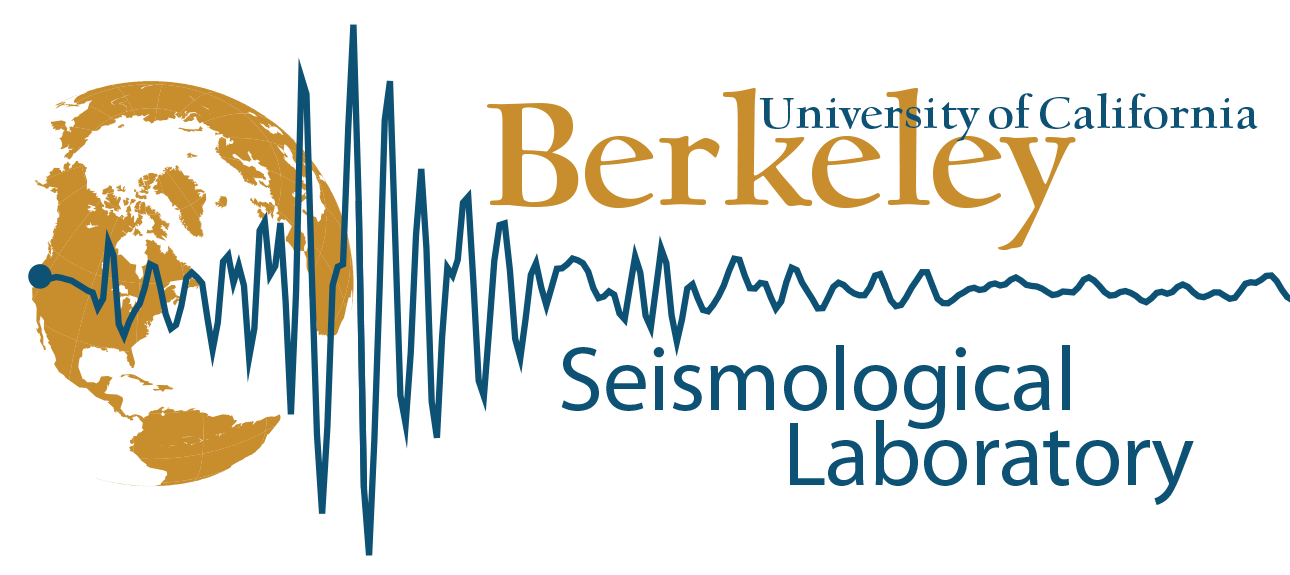 University of California
Berkeley
Seismological
Laboratory